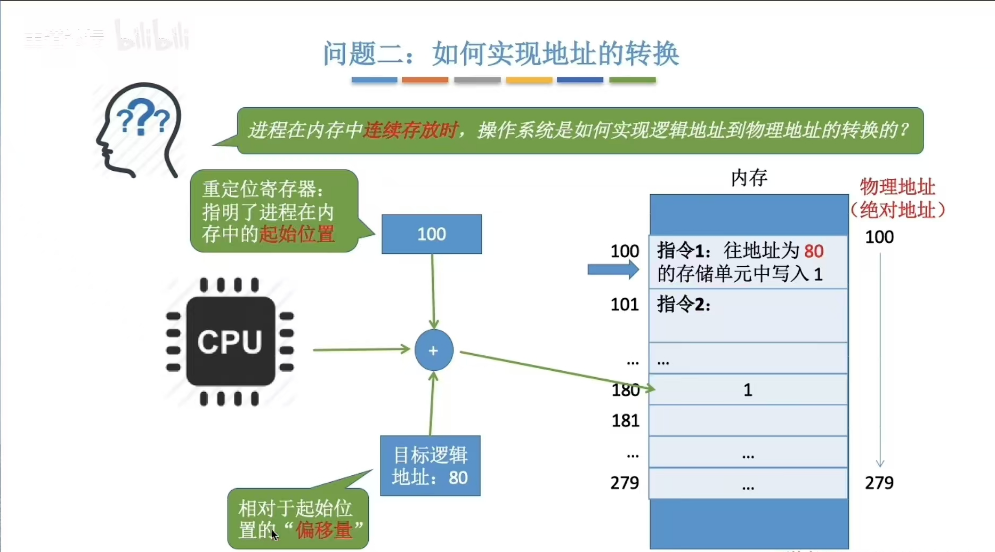 bilibili
问题二：如何实现地址的转换
???
进程在内存中连续存放时，操作系统是如何实现逻辑地址到物理地址的转换的？
重定位寄存器：
指明了进程在内
存中的起始位置
100
CPU
+
目标逻辑
地址：80
相对于起始位
置的“偏移量”
内存
物理地址
（绝对地址）
100
指令1：往地址为 80
的存储单元中写入 1
100
101
指令2：
...
...
180
1
181
...
...
279
...
279